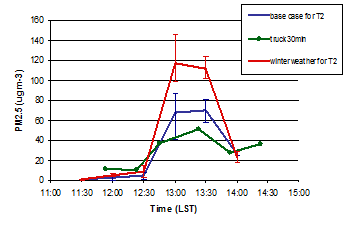 base case for T2
truck30min
winter weather for T2
PM2.5 (ugm-3)
160
140
120
100
80
60
40
20
0
11:00 11:30 12:00 12:30 13:00 13:30 14:00 14:30 15:00
Time (LST)